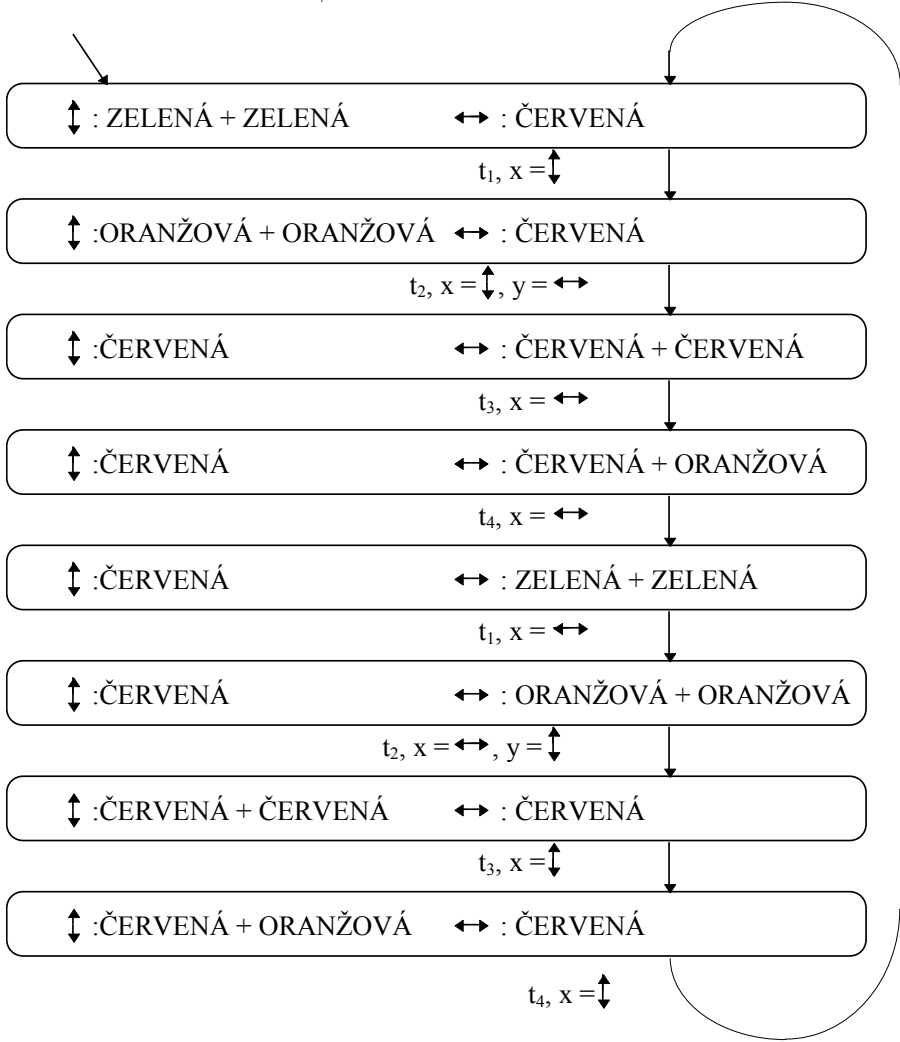 ↕ : ZELENÁ + ZELENÁ ↔ : ČERVENÁ
t₁, x = ↕
↕ :ORANŽOVÁ + ORANŽOVÁ ↔ : ČERVENÁ
t₂, x = ↕, y = ↔
↕ :ČERVENÁ ↔ : ČERVENÁ + ČERVENÁ
t₃, x = ↔
↕ :ČERVENÁ ↔ : ČERVENÁ + ORANŽOVÁ
t₄, x = ↔
↕ :ČERVENÁ ↔ : ZELENÁ + ZELENÁ
t₁, x = ↔
↕ :ČERVENÁ ↔ : ORANŽOVÁ + ORANŽOVÁ
t₂, x = ↔, y = ↕
↕ :ČERVENÁ + ČERVENÁ ↔ : ČERVENÁ
t₃, x = ↕
↕ :ČERVENÁ + ORANŽOVÁ ↔ : ČERVENÁ
t₄, x = ↕